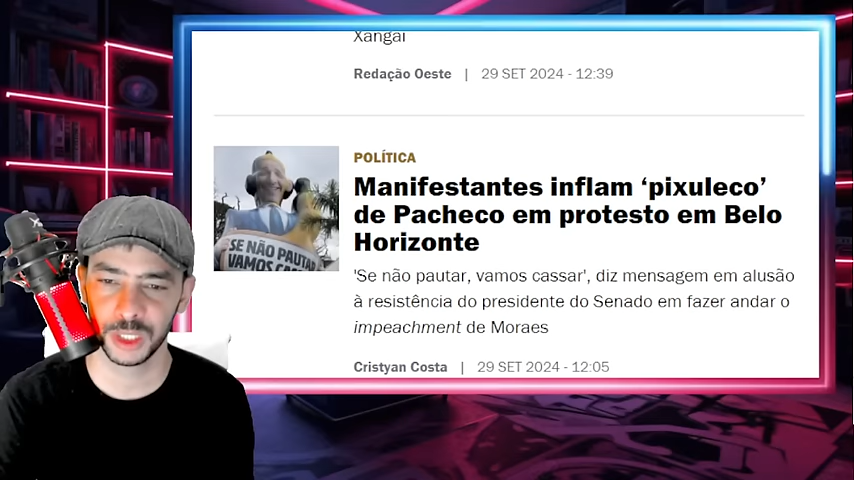 Xangai
Redação Oeste | 29 SET 2024 - 12:39
POLÍTICA
Manifestantes inflam ‘pixuleco’
de Pacheco em protesto em Belo
Horizonte
SE NÃO PAUTAR
VAMOS CASSAR
'Se não pautar, vamos cassar', diz mensagem em alusão
à resistência do presidente do Senado em fazer andar o
impeachment de Moraes
Cristyan Costa | 29 SET 2024 - 12:05